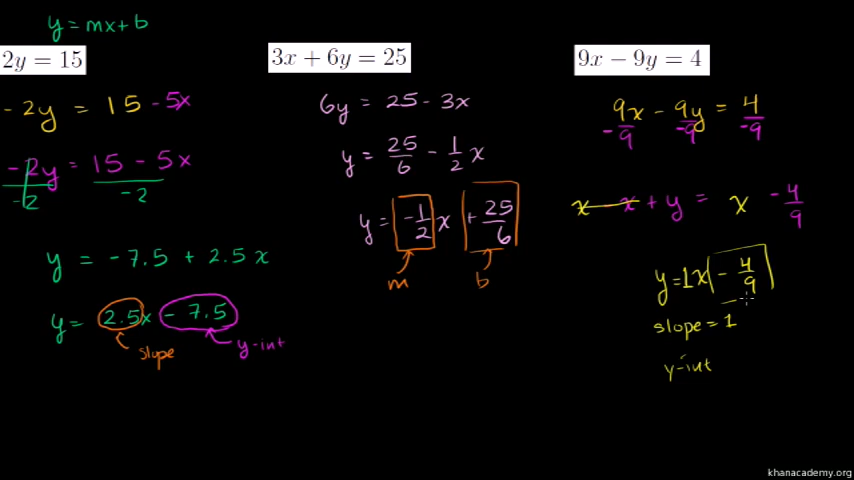 y = mx + b
2y = 15
- 2y = 15 - 5x
- 2y = 15 - 5x
-2 -2
y = - 7.5 + 2.5 x
y = 2.5x - 7.5
slope
y-int
3x + 6y = 25
6y = 25 - 3x
y = 25/6 - 1/2 x
y = -1/2 x + 25/6
m b
9x − 9y = 4
9x - 9y = 4
-9 -9 -9
x - x + y = x - 4/9
y = 1x - 4/9
slope = 1
y-int
khanacademy.org